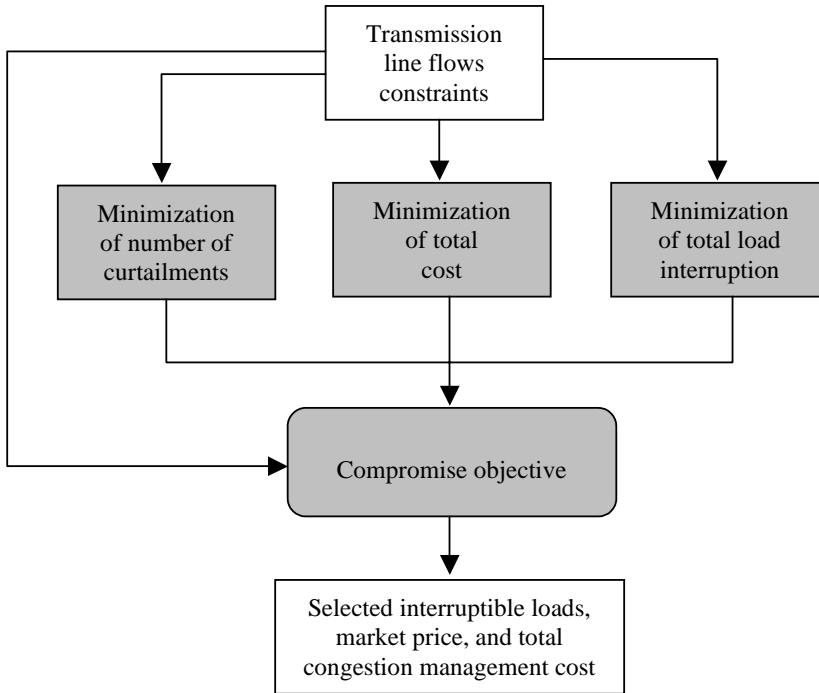 Transmission
line flows
constraints
Minimization
of number of
curtailments
Minimization
of total
cost
Minimization
of total load
interruption
Compromise objective
Selected interruptible loads,
market price, and total
congestion management cost